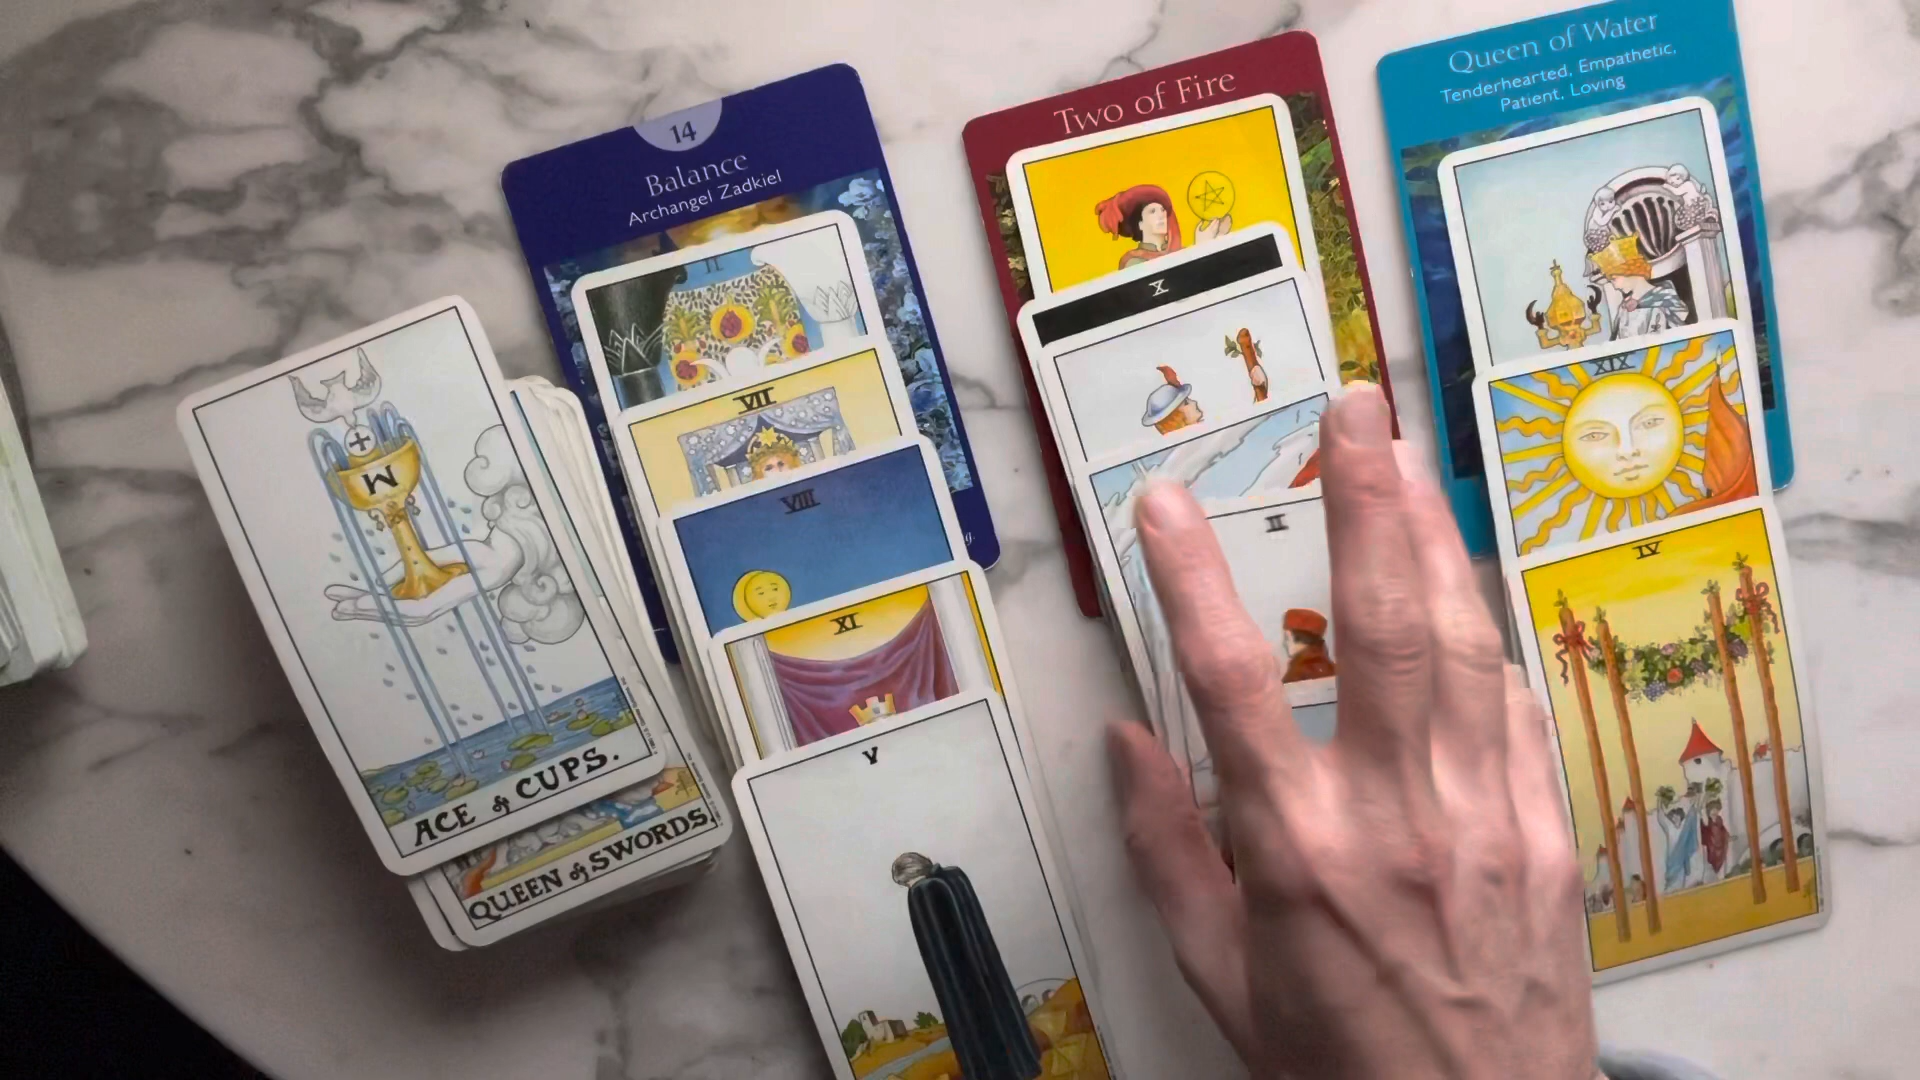 14
Balance
Archangel Zadkiel
II
VII
VIII
XI
V
Two of Fire
X
II
Queen of Water
Tenderhearted, Empathetic,
Patient, Loving
XIX
IV
M
ACE of CUPS.
QUEEN of SWORDS.